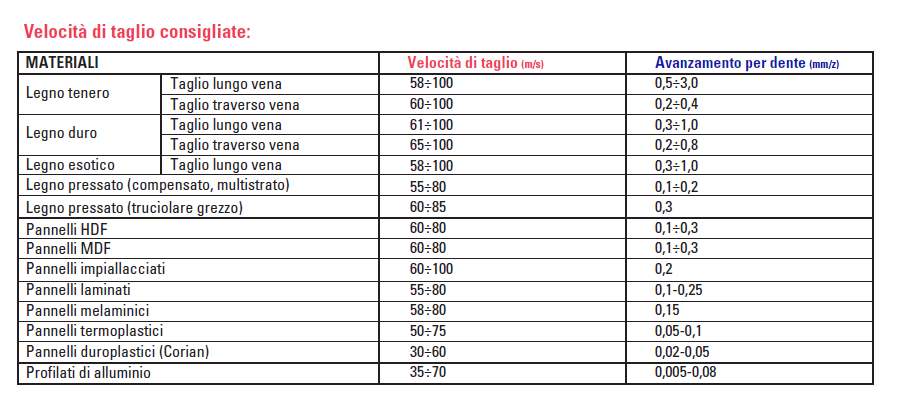 Velocità di taglio consigliate:
MATERIALI Velocità di taglio (m/s) Avanzamento per dente (mm/z)
Legno tenero Taglio lungo vena 58÷100 0,5÷3,0
Taglio traverso vena 60÷100 0,2÷0,4
Legno duro Taglio lungo vena 61÷100 0,3÷1,0
Taglio traverso vena 65÷100 0,2÷0,8
Legno esotico Taglio lungo vena 58÷100 0,3÷1,0
Legno pressato (compensato, multistrato) 55÷80 0,1÷0,2
Legno pressato (truciolare grezzo) 60÷85 0,3
Pannelli HDF 60÷80 0,1÷0,3
Pannelli MDF 60÷80 0,1÷0,3
Pannelli impiallacciati 60÷100 0,2
Pannelli laminati 55÷80 0,1-0,25
Pannelli melaminici 58÷80 0,15
Pannelli termoplastici 50÷75 0,05-0,1
Pannelli duroplastici (Corian) 30÷60 0,02-0,05
Profilati di alluminio 35÷70 0,005-0,08